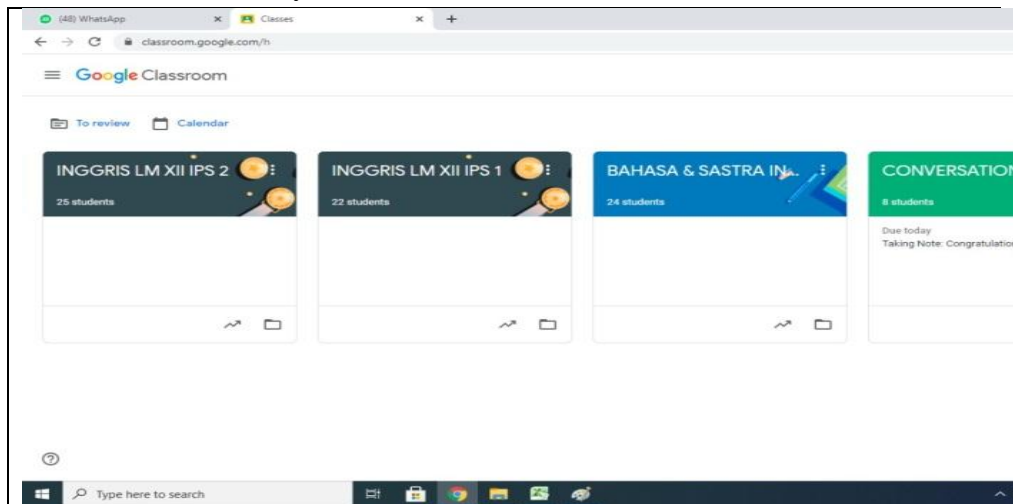 (48) WhatsApp
Classes
classroom.google.com/h
Google Classroom
To review
Calendar
INGGRIS LM XII IPS 2
25 students
INGGRIS LM XII IPS 1
22 students
BAHASA & SASTRA IN...
24 students
CONVERSATION
8 students
Due today
Taking Note: Congratulation
Type here to search